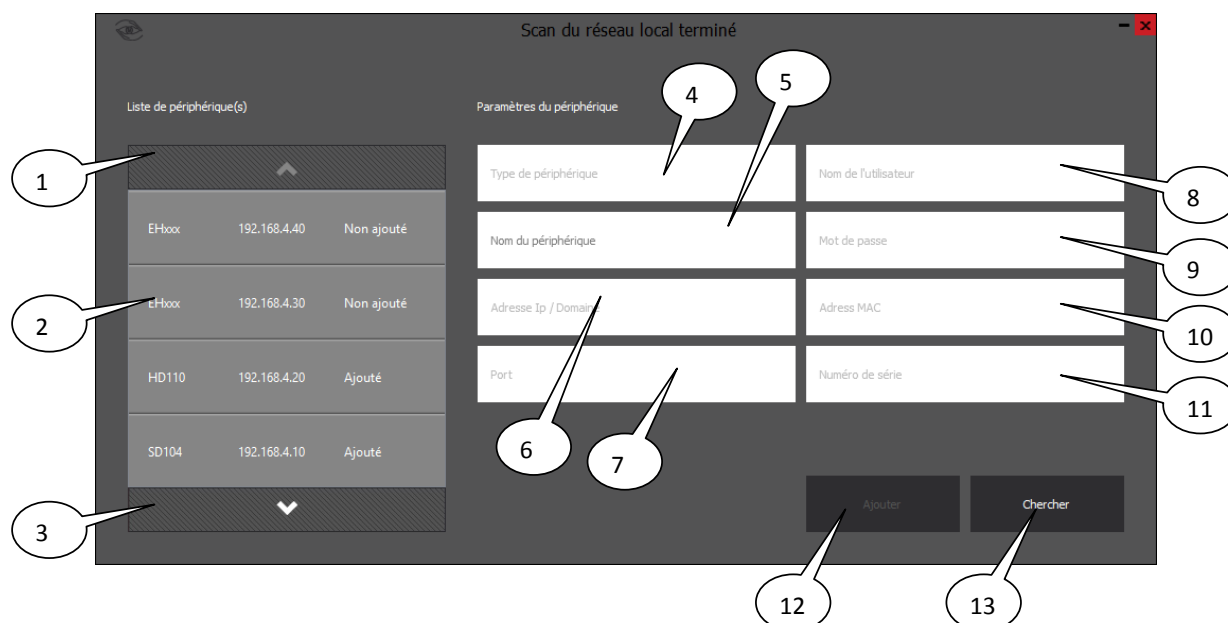 Scan du réseau local terminé
Liste de périphérique(s)
Paramètres du périphérique
1
2
3
4
5
6
7
8
9
10
11
12
13
EHxxx 192.168.4.40 Non ajouté
EHxxx 192.168.4.30 Non ajouté
HD110 192.168.4.20 Ajouté
SD104 192.168.4.10 Ajouté
Type de périphérique
Nom du périphérique
Adresse Ip / Domaine
Port
Nom de l'utilisateur
Mot de passe
Adress MAC
Numéro de série
Ajouter
Chercher